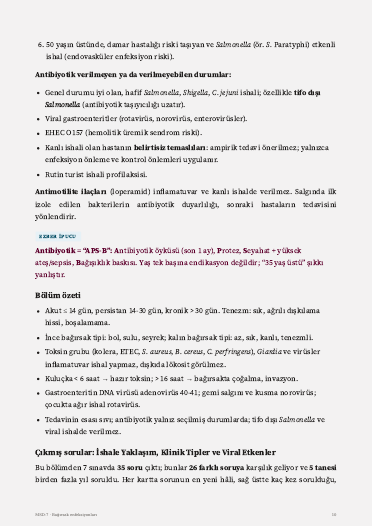 6. 50 yaşın üstünde, damar hastalığı riski taşıyan ve Salmonella (ör. S. Paratyphi) etkenli
ishal (endovasküler enfeksiyon riski).
Antibiyotik verilmeyen ya da verilmeyebilen durumlar:
• Genel durumu iyi olan, hafif Salmonella, Shigella, C. jejuni ishali; özellikle tifo dışı
Salmonella (antibiyotik taşıyıcılığı uzatır).
• Viral gastroenteritler (rotavirüs, norovirüs, enterovirüsler).
• EHEC O157 (hemolitik üremik sendrom riski).
• Kanlı ishali olan hastanın belirtisiz temaslıları: ampirik tedavi önerilmez; yalnızca
enfeksiyon önleme ve kontrol önlemleri uygulanır.
• Rutin turist ishali profilaksisi.
Antimotilite ilaçları (loperamid) inflamatuvar ve kanlı ishalde verilmez. Salgında ilk
izole edilen bakterilerin antibiyotik duyarlılığı, sonraki hastaların tedavisini
yönlendirir.
EZBER İPUCU
Antibiyotik = "APS-B": Antibiyotik öyküsü (son 1 ay), Protez, Seyahat + yüksek
ateş/sepsis, Bağışıklık baskısı. Yaş tek başına endikasyon değildir; "35 yaş üstü" şıkkı
yanlıştır.
Bölüm özeti
• Akut ≤ 14 gün, persistan 14-30 gün, kronik > 30 gün. Tenezm: sık, ağrılı dışkılama
hissi, boşalamama.
• İnce bağırsak tipi: bol, sulu, seyrek; kalın bağırsak tipi: az, sık, kanlı, tenezmli.
• Toksin grubu (kolera, ETEC, S. aureus, B. cereus, C. perfringens), Giardia ve virüsler
inflamatuvar ishal yapmaz, dışkıda lökosit görülmez.
• Kuluçka < 6 saat → hazır toksin; > 16 saat → bağırsakta çoğalma, invazyon.
• Gastroenteritin DNA virüsü adenovirüs 40-41; gemi salgını ve kusma norovirüs;
çocukta ağır ishal rotavirüs.
• Tedavinin esası sıvı; antibiyotik yalnız seçilmiş durumlarda; tifo dışı Salmonella ve
viral ishalde verilmez.
Çıkmış sorular: İshale Yaklaşım, Klinik Tipler ve Viral Etkenler
Bu bölümden 7 sınavda 35 soru çıktı; bunlar 26 farklı soruya karşılık geliyor ve 5 tanesi
birden fazla yıl soruldu. Her kartta sorunun en yeni hâli, sağ üstte kaç kez sorulduğu,